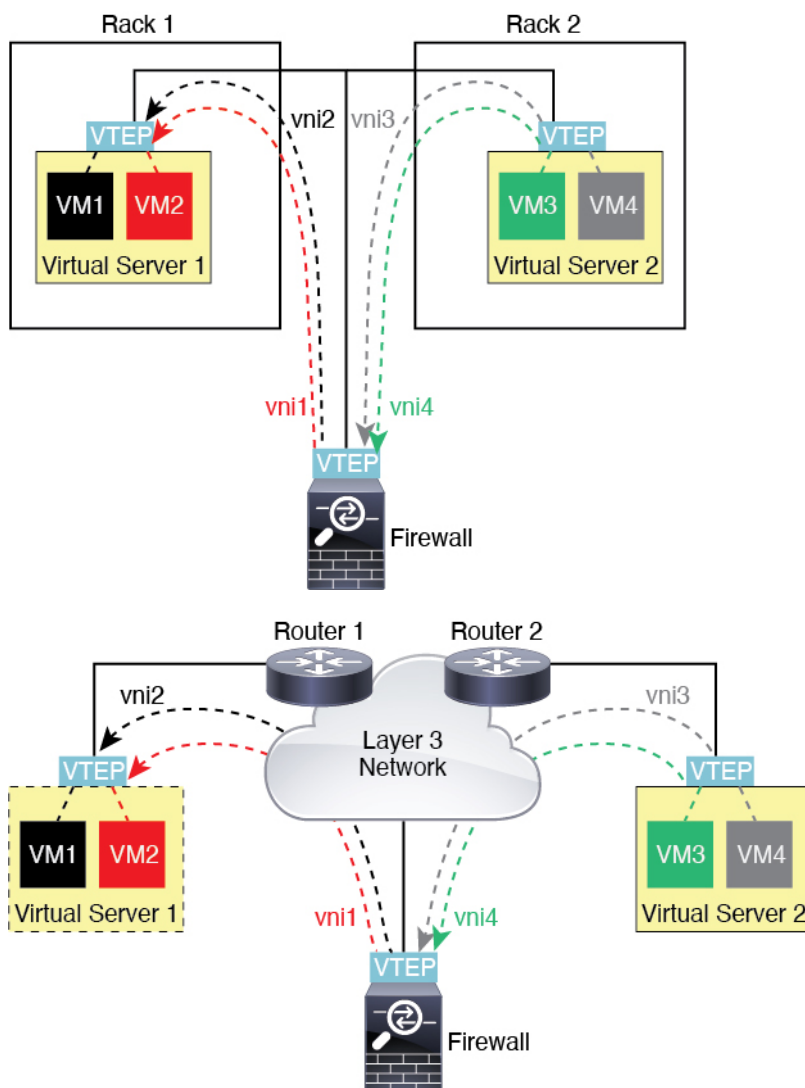 Rack 1
Rack 2
vni2
vni3
VTEP
VTEP
VM1
VM2
VM3
VM4
Virtual Server 1
Virtual Server 2
vni1
vni4
VTEP
Firewall
Router 1
Router 2
vni2
vni3
Layer 3
Network
VTEP
VTEP
VM1
VM2
VM3
VM4
Virtual Server 1
Virtual Server 2
vni1
vni4
VTEP
Firewall